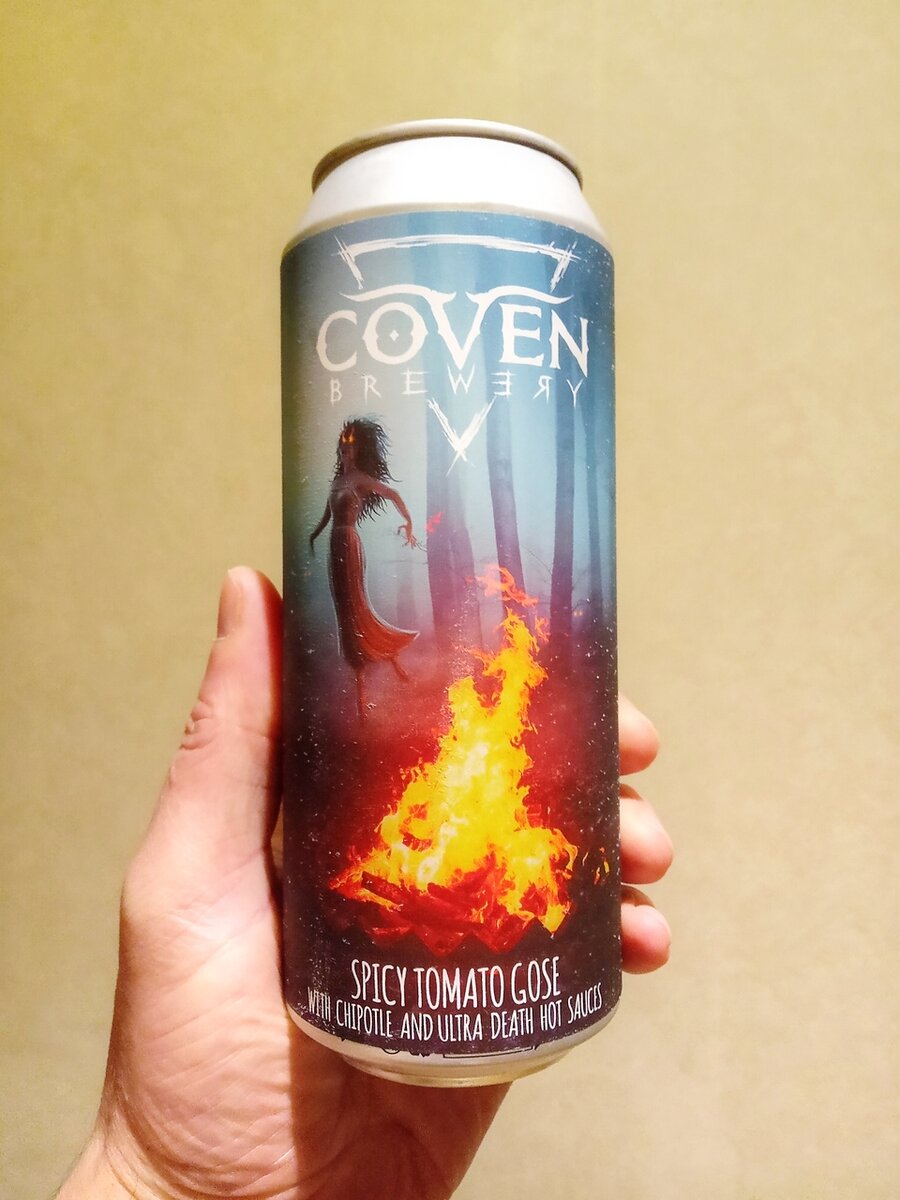 COVEN
BREWERY
SPICY TOMATO GOSE
WITH CHIPOTLE AND ULTRA DEATH HOT SAUCES